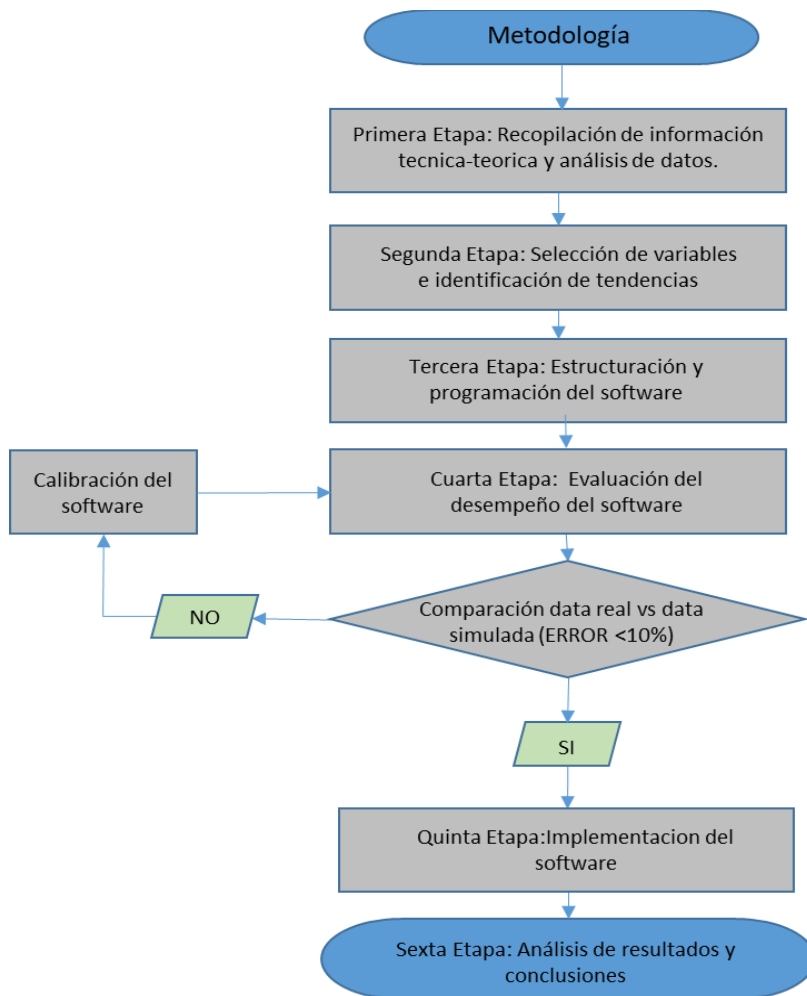 Metodología
Primera Etapa: Recopilación de información
tecnica-teorica y análisis de datos.
Segunda Etapa: Selección de variables
e identificación de tendencias
Tercera Etapa: Estructuración y
programación del software
Calibración del
software
Cuarta Etapa:  Evaluación del
desempeño del software
Comparación data real vs data
simulada (ERROR <10%)
NO
SI
Quinta Etapa:Implementacion del
software
Sexta Etapa: Análisis de resultados y
conclusiones